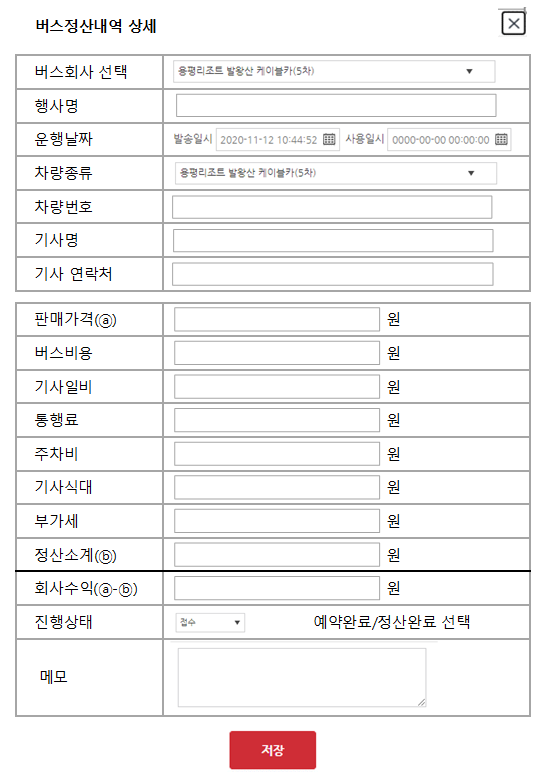 버스정산내역 상세
버스회사 선택 용평리조트 발왕산 케이블카(5차)
행사명
운행날짜 발송일시 2020-11-12 10:44:52 사용일시 0000-00-00 00:00:00
차량종류 용평리조트 발왕산 케이블카(5차)
차량번호
기사명
기사 연락처
판매가격(ⓐ) 원
버스비용 원
기사일비 원
통행료 원
주차비 원
기사식대 원
부가세 원
정산소계(ⓑ) 원
회사수익(ⓐ-ⓑ) 원
진행상태 접수 예약완료/정산완료 선택
메모
저장